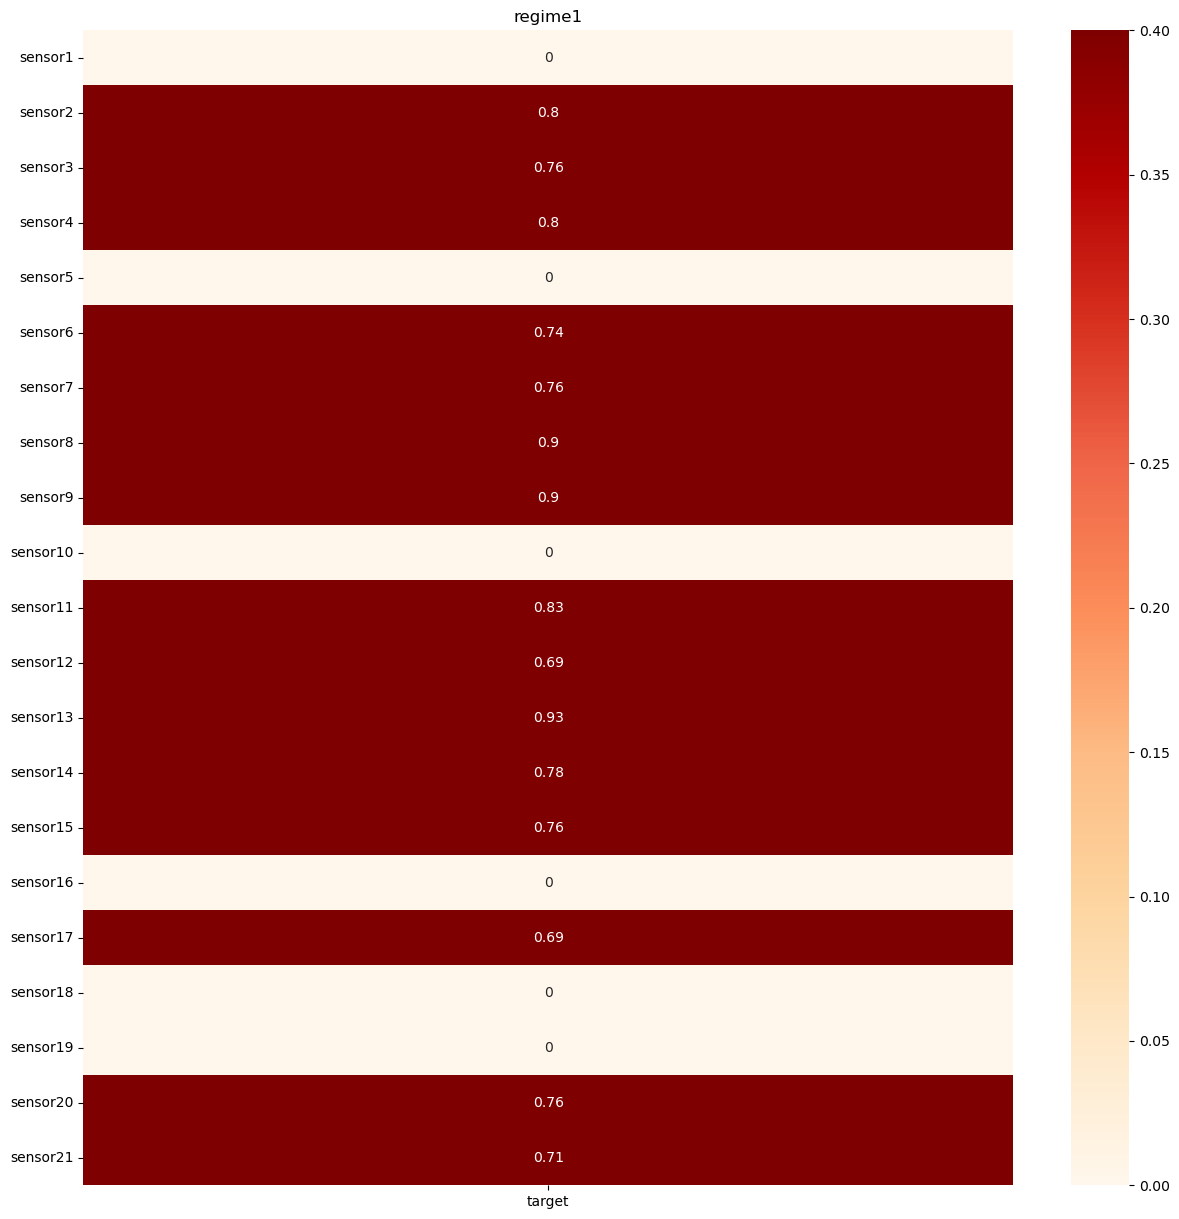 regime1
sensor1 0
sensor2 0.8
sensor3 0.76
sensor4 0.8
sensor5 0
sensor6 0.74
sensor7 0.76
sensor8 0.9
sensor9 0.9
sensor10 0
sensor11 0.83
sensor12 0.69
sensor13 0.93
sensor14 0.78
sensor15 0.76
sensor16 0
sensor17 0.69
sensor18 0
sensor19 0
sensor20 0.76
sensor21 0.71
target
0.40
0.35
0.30
0.25
0.20
0.15
0.10
0.05
0.00